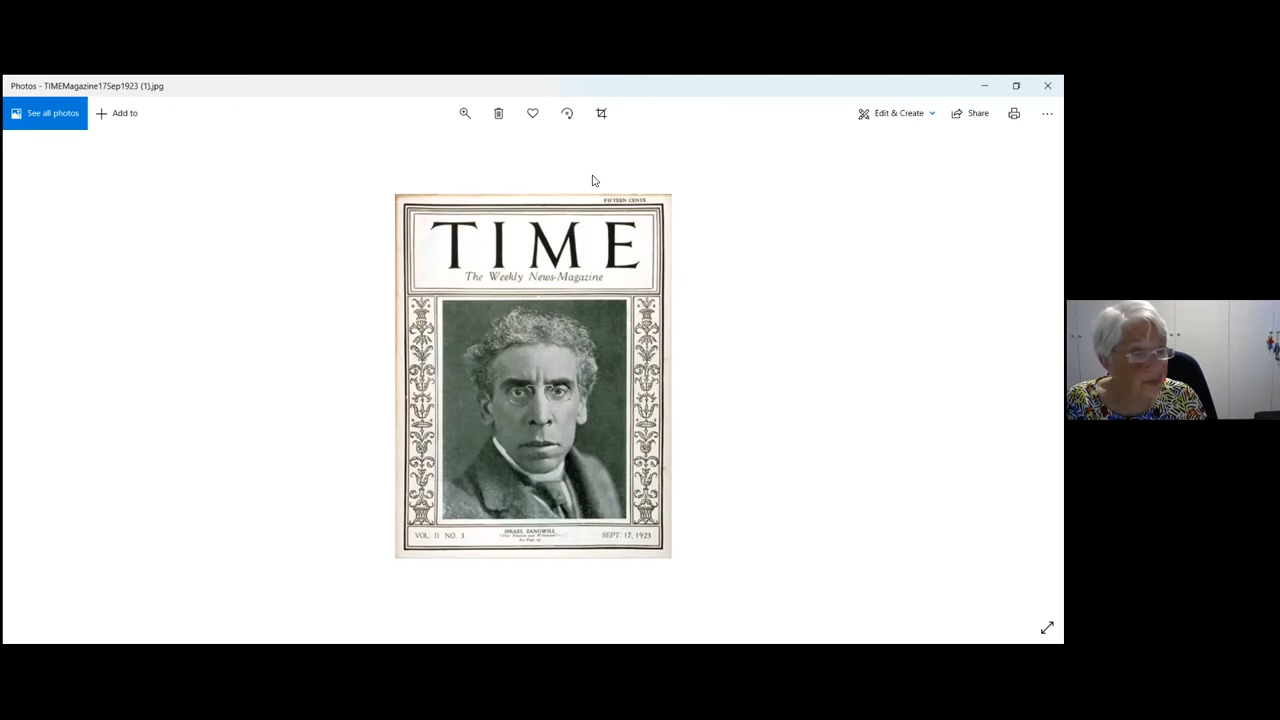 Photos - TIMEMagazine17Sep1923 (1).jpg
See all photos
Add to
Edit & Create
Share
FIFTEEN CENTS
TIME
The Weekly News-Magazine
VOL. II NO. 3
ISRAEL ZANGWILL
SEPT. 17, 1923